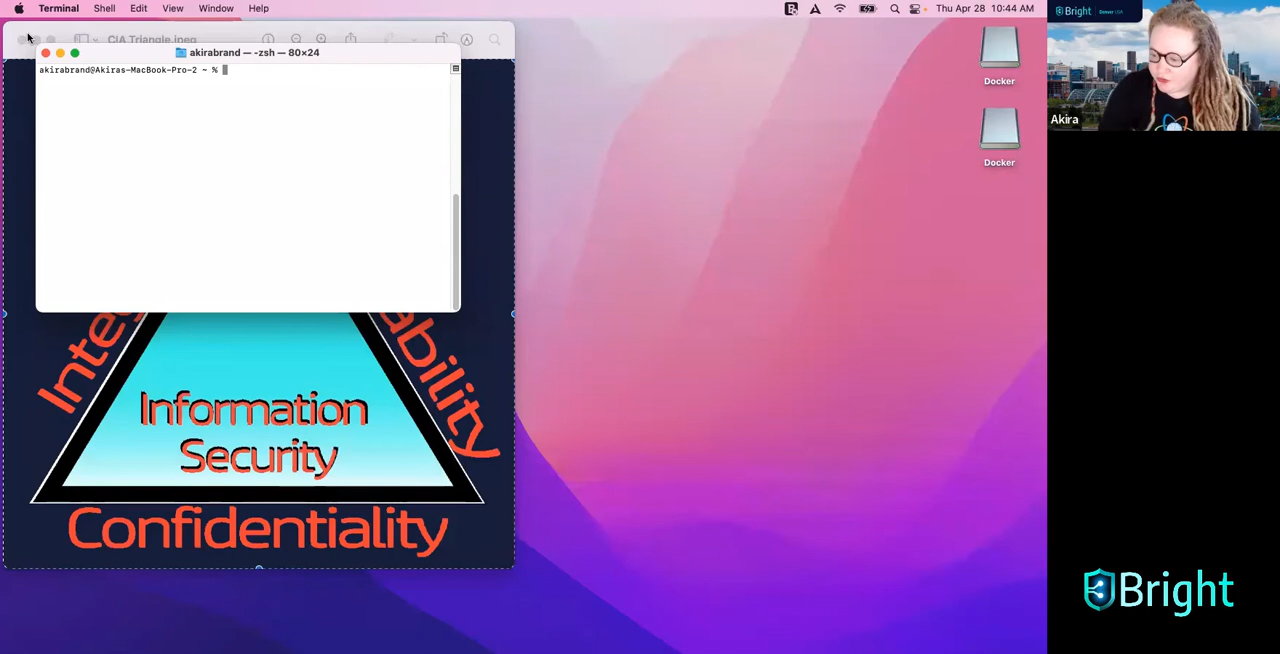 Terminal Shell Edit View Window Help
Thu Apr 28 10:44 AM
CIA Triangle.jpeg
akirabrand — -zsh — 80×24
akirabrand@Akiras-MacBook-Pro-2 ~ %
Docker
Docker
Information
Security
Confidentiality
Bright
Akira
Bright